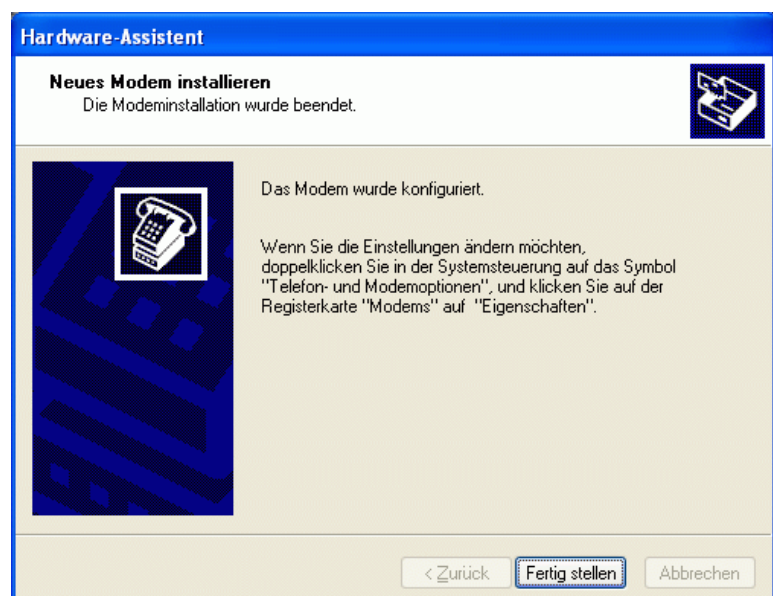 Hardware-Assistent
Neues Modem installieren
Die Modeminstallation wurde beendet.
Das Modem wurde konfiguriert.
Wenn Sie die Einstellungen ändern möchten,
doppelklicken Sie in der Systemsteuerung auf das Symbol
"Telefon- und Modemoptionen", und klicken Sie auf der
Registerkarte "Modems" auf "Eigenschaften".
< Zurück
Fertig stellen
Abbrechen